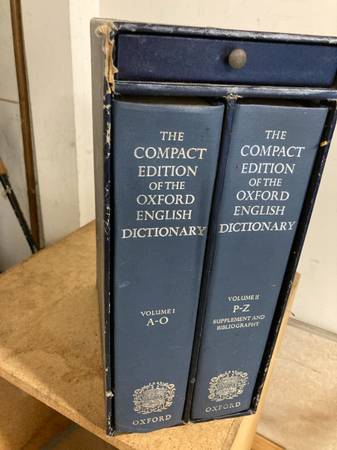 THE
COMPACT
EDITION
OF THE
OXFORD
ENGLISH
DICTIONARY
VOLUME I
A-O
OXFORD
THE
COMPACT
EDITION
OF THE
OXFORD
ENGLISH
DICTIONARY
VOLUME II
P-Z
SUPPLEMENT AND
BIBLIOGRAPHY
OXFORD